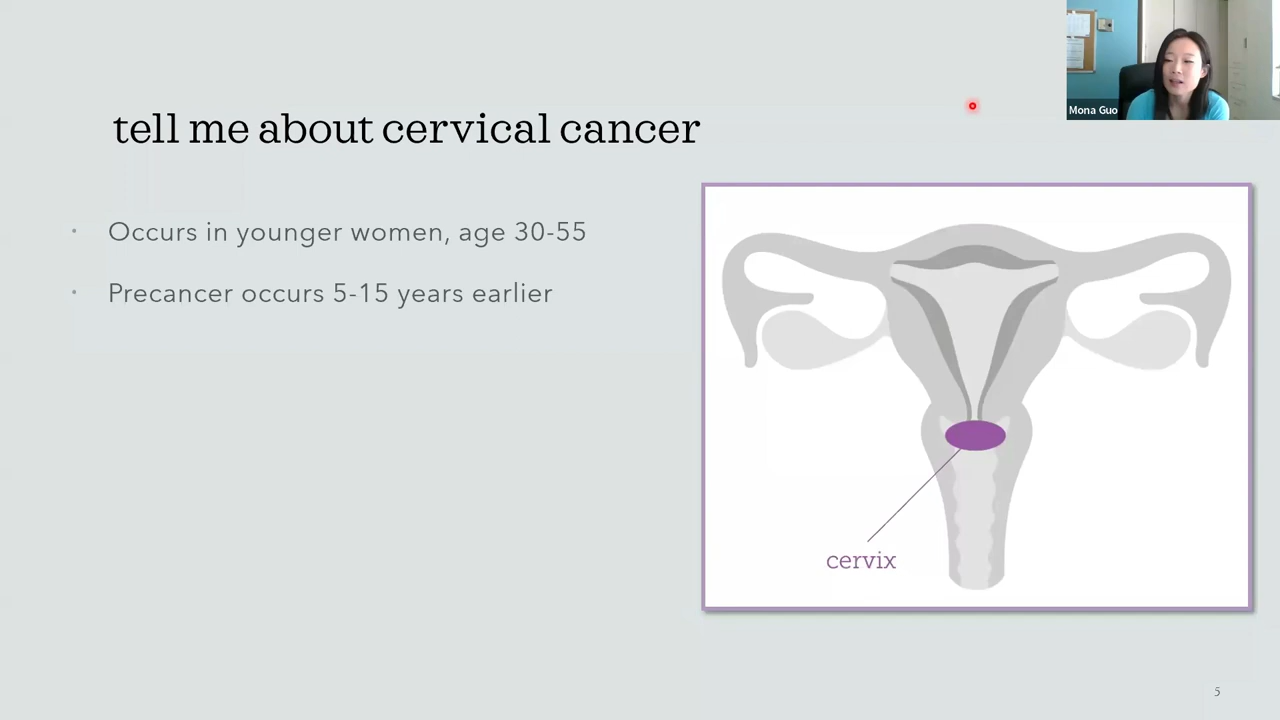 Mona Guo
tell me about cervical cancer
• Occurs in younger women, age 30-55
• Precancer occurs 5-15 years earlier
cervix
5